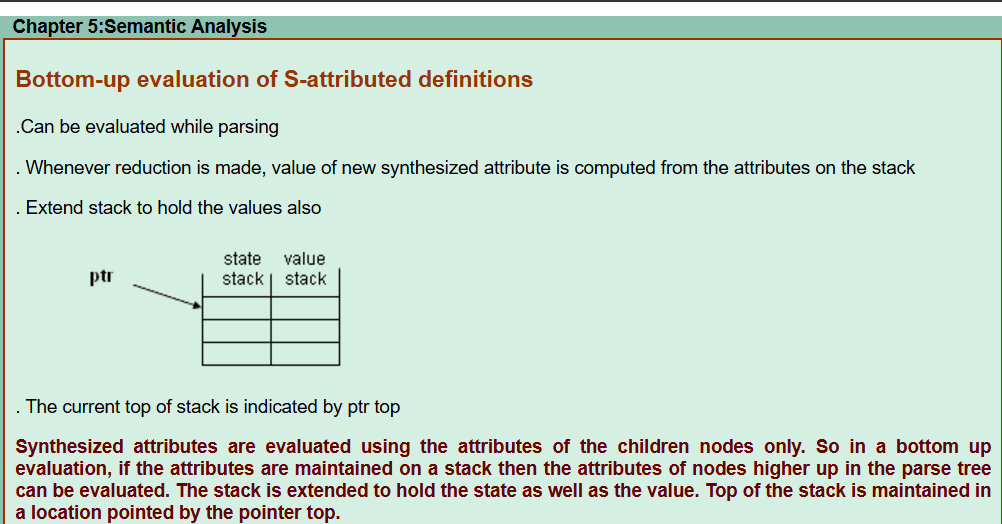 Chapter 5:Semantic Analysis
Bottom-up evaluation of S-attributed definitions
.Can be evaluated while parsing
. Whenever reduction is made, value of new synthesized attribute is computed from the attributes on the stack
. Extend stack to hold the values also
state value
ptr stack stack
. The current top of stack is indicated by ptr top
Synthesized attributes are evaluated using the attributes of the children nodes only. So in a bottom up
evaluation, if the attributes are maintained on a stack then the attributes of nodes higher up in the parse tree
can be evaluated. The stack is extended to hold the state as well as the value. Top of the stack is maintained in
a location pointed by the pointer top.